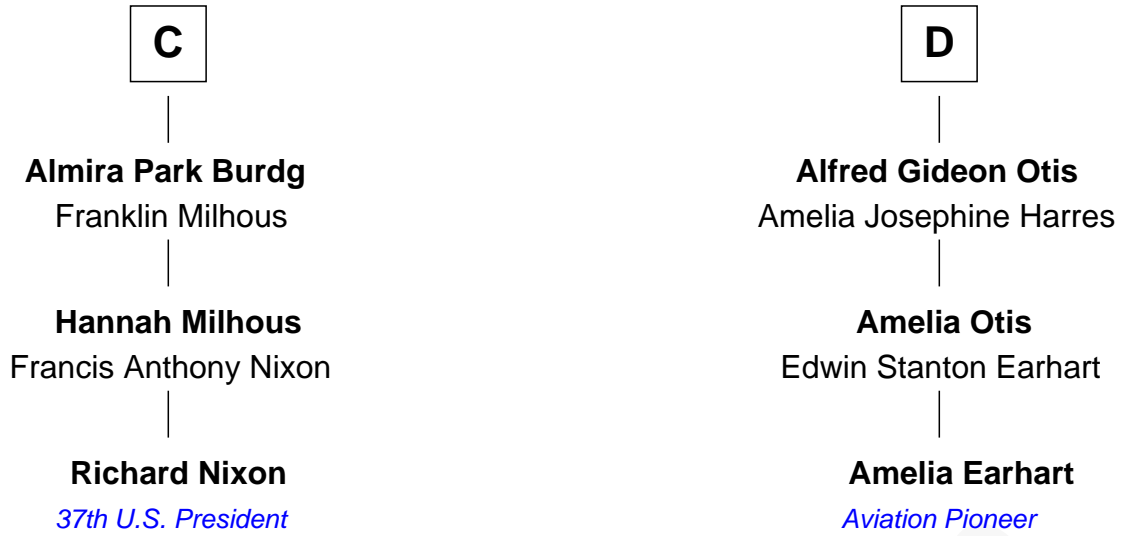 C
Almira Park Burdg
Franklin Milhous
Hannah Milhous
Francis Anthony Nixon
Richard Nixon
37th U.S. President
D
Alfred Gideon Otis
Amelia Josephine Harres
Amelia Otis
Edwin Stanton Earhart
Amelia Earhart
Aviation Pioneer